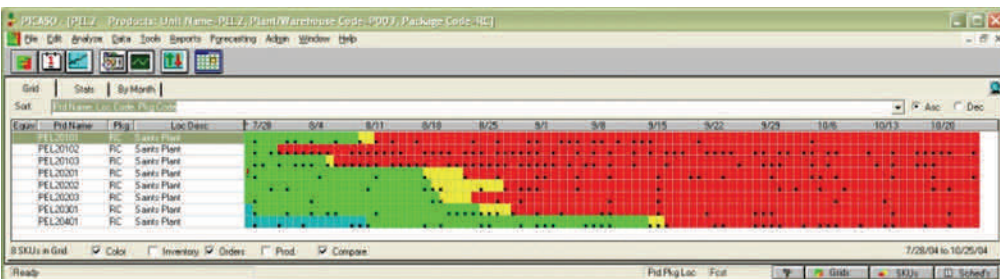 PICASO - [PEL2 - Products: Unit Name-PEL2, Plant/Warehouse Code-P007, Package Code-RC]
File Edit Analyze Data Tools Reports Forecasting Admin Window Help
Grid Stats By Month
Sort Prd Name, Loc Code, Pkg Code Asc Dec
Equiv Prd Name Pkg Loc Desc 7/28 8/4 8/11 8/18 8/25 9/1 9/8 9/15 9/22 9/29 10/6 10/13 10/20
PEL20101 RC Saints Plant
PEL20102 RC Saints Plant
PEL20103 RC Saints Plant
PEL20201 RC Saints Plant
PEL20202 RC Saints Plant
PEL20203 RC Saints Plant
PEL20301 RC Saints Plant
PEL20401 RC Saints Plant
8 SKUs in Grid Color Inventory Orders Prod Compare 7/28/04 to 10/25/04
Ready Prd Pkg Loc Fcst Grids SKUs Scheds